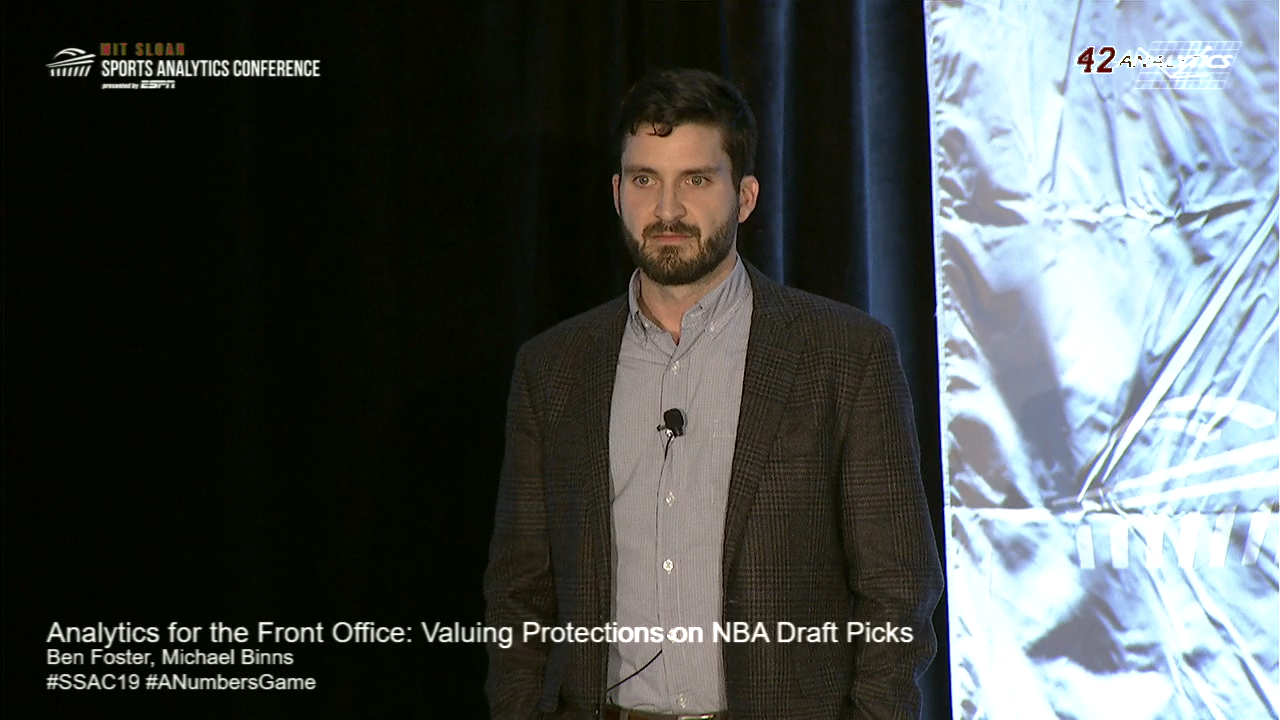 MIT SLOAN
SPORTS ANALYTICS CONFERENCE
presented by ESPN
42 ANALYTICS
Analytics for the Front Office: Valuing Protections on NBA Draft Picks
Ben Foster, Michael Binns
#SSAC19 #ANumbersGame